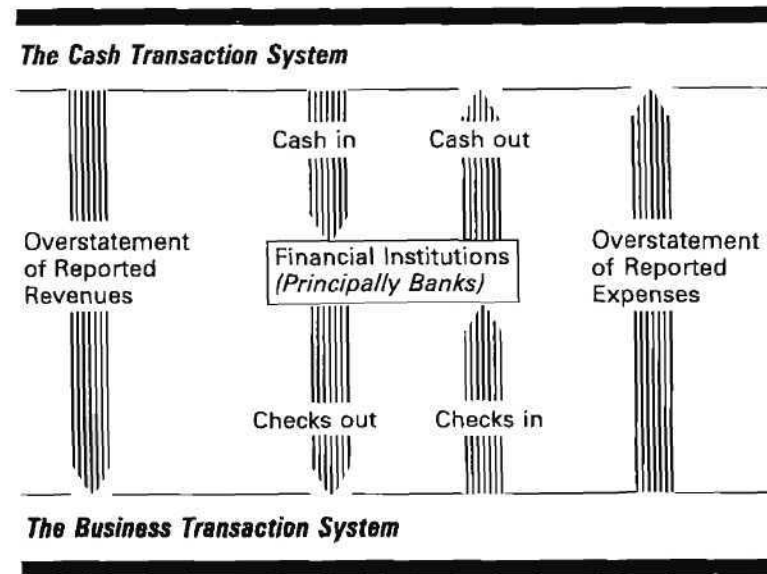 The Cash Transaction System
Cash in
Cash out
Overstatement
of Reported
Revenues
Financial Institutions
(Principally Banks)
Overstatement
of Reported
Expenses
Checks out
Checks in
The Business Transaction System